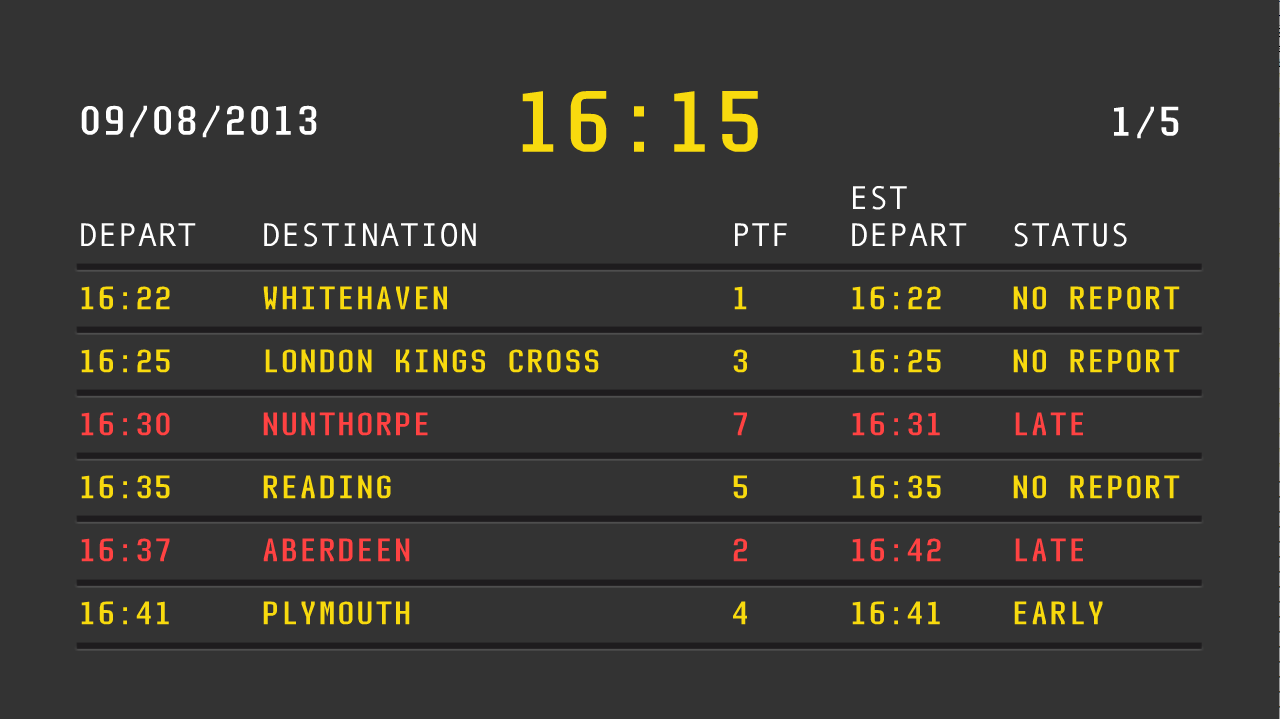 09/08/2013 16:15 1/5
EST
DEPART DESTINATION PTF DEPART STATUS
16:22 WHITEHAVEN 1 16:22 NO REPORT
16:25 LONDON KINGS CROSS 3 16:25 NO REPORT
16:30 NUNTHORPE 7 16:31 LATE
16:35 READING 5 16:35 NO REPORT
16:37 ABERDEEN 2 16:42 LATE
16:41 PLYMOUTH 4 16:41 EARLY